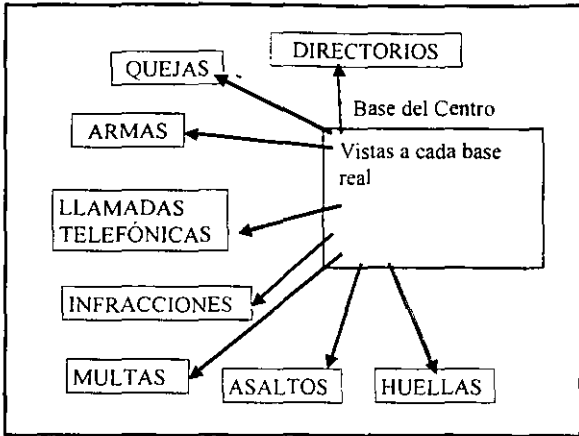 DIRECTORIOS
QUEJAS
Base del Centro
ARMAS
Vistas a cada base
real
LLAMADAS
TELEFÓNICAS
INFRACCIONES
MULTAS
ASALTOS
HUELLAS